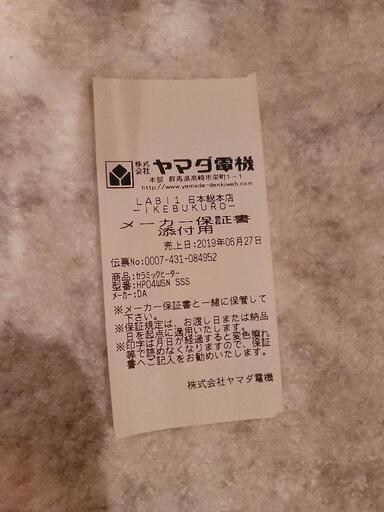 株式会社 ヤマダ電機
本部 群馬県高崎市栄町1-1
http://www.yamada-denkiweb.com
LABI1 日本総本店
-IKEBUKURO-
メーカー保証書
添付用
売上日:2019年06月27日
伝票No:0007-431-084952
商品:セラミックヒーター
型番:HP04WSN SSS
メーカー:DA
※メーカー保証書と一緒に保管して
下さい。
※保証規定は、お渡し日または納品
日を起点に適用いたします。
※印字は月日が経過すると変色擦れ
等で読めなくなりますので、保証
書へご記入をお勧めいたします。
株式会社ヤマダ電機